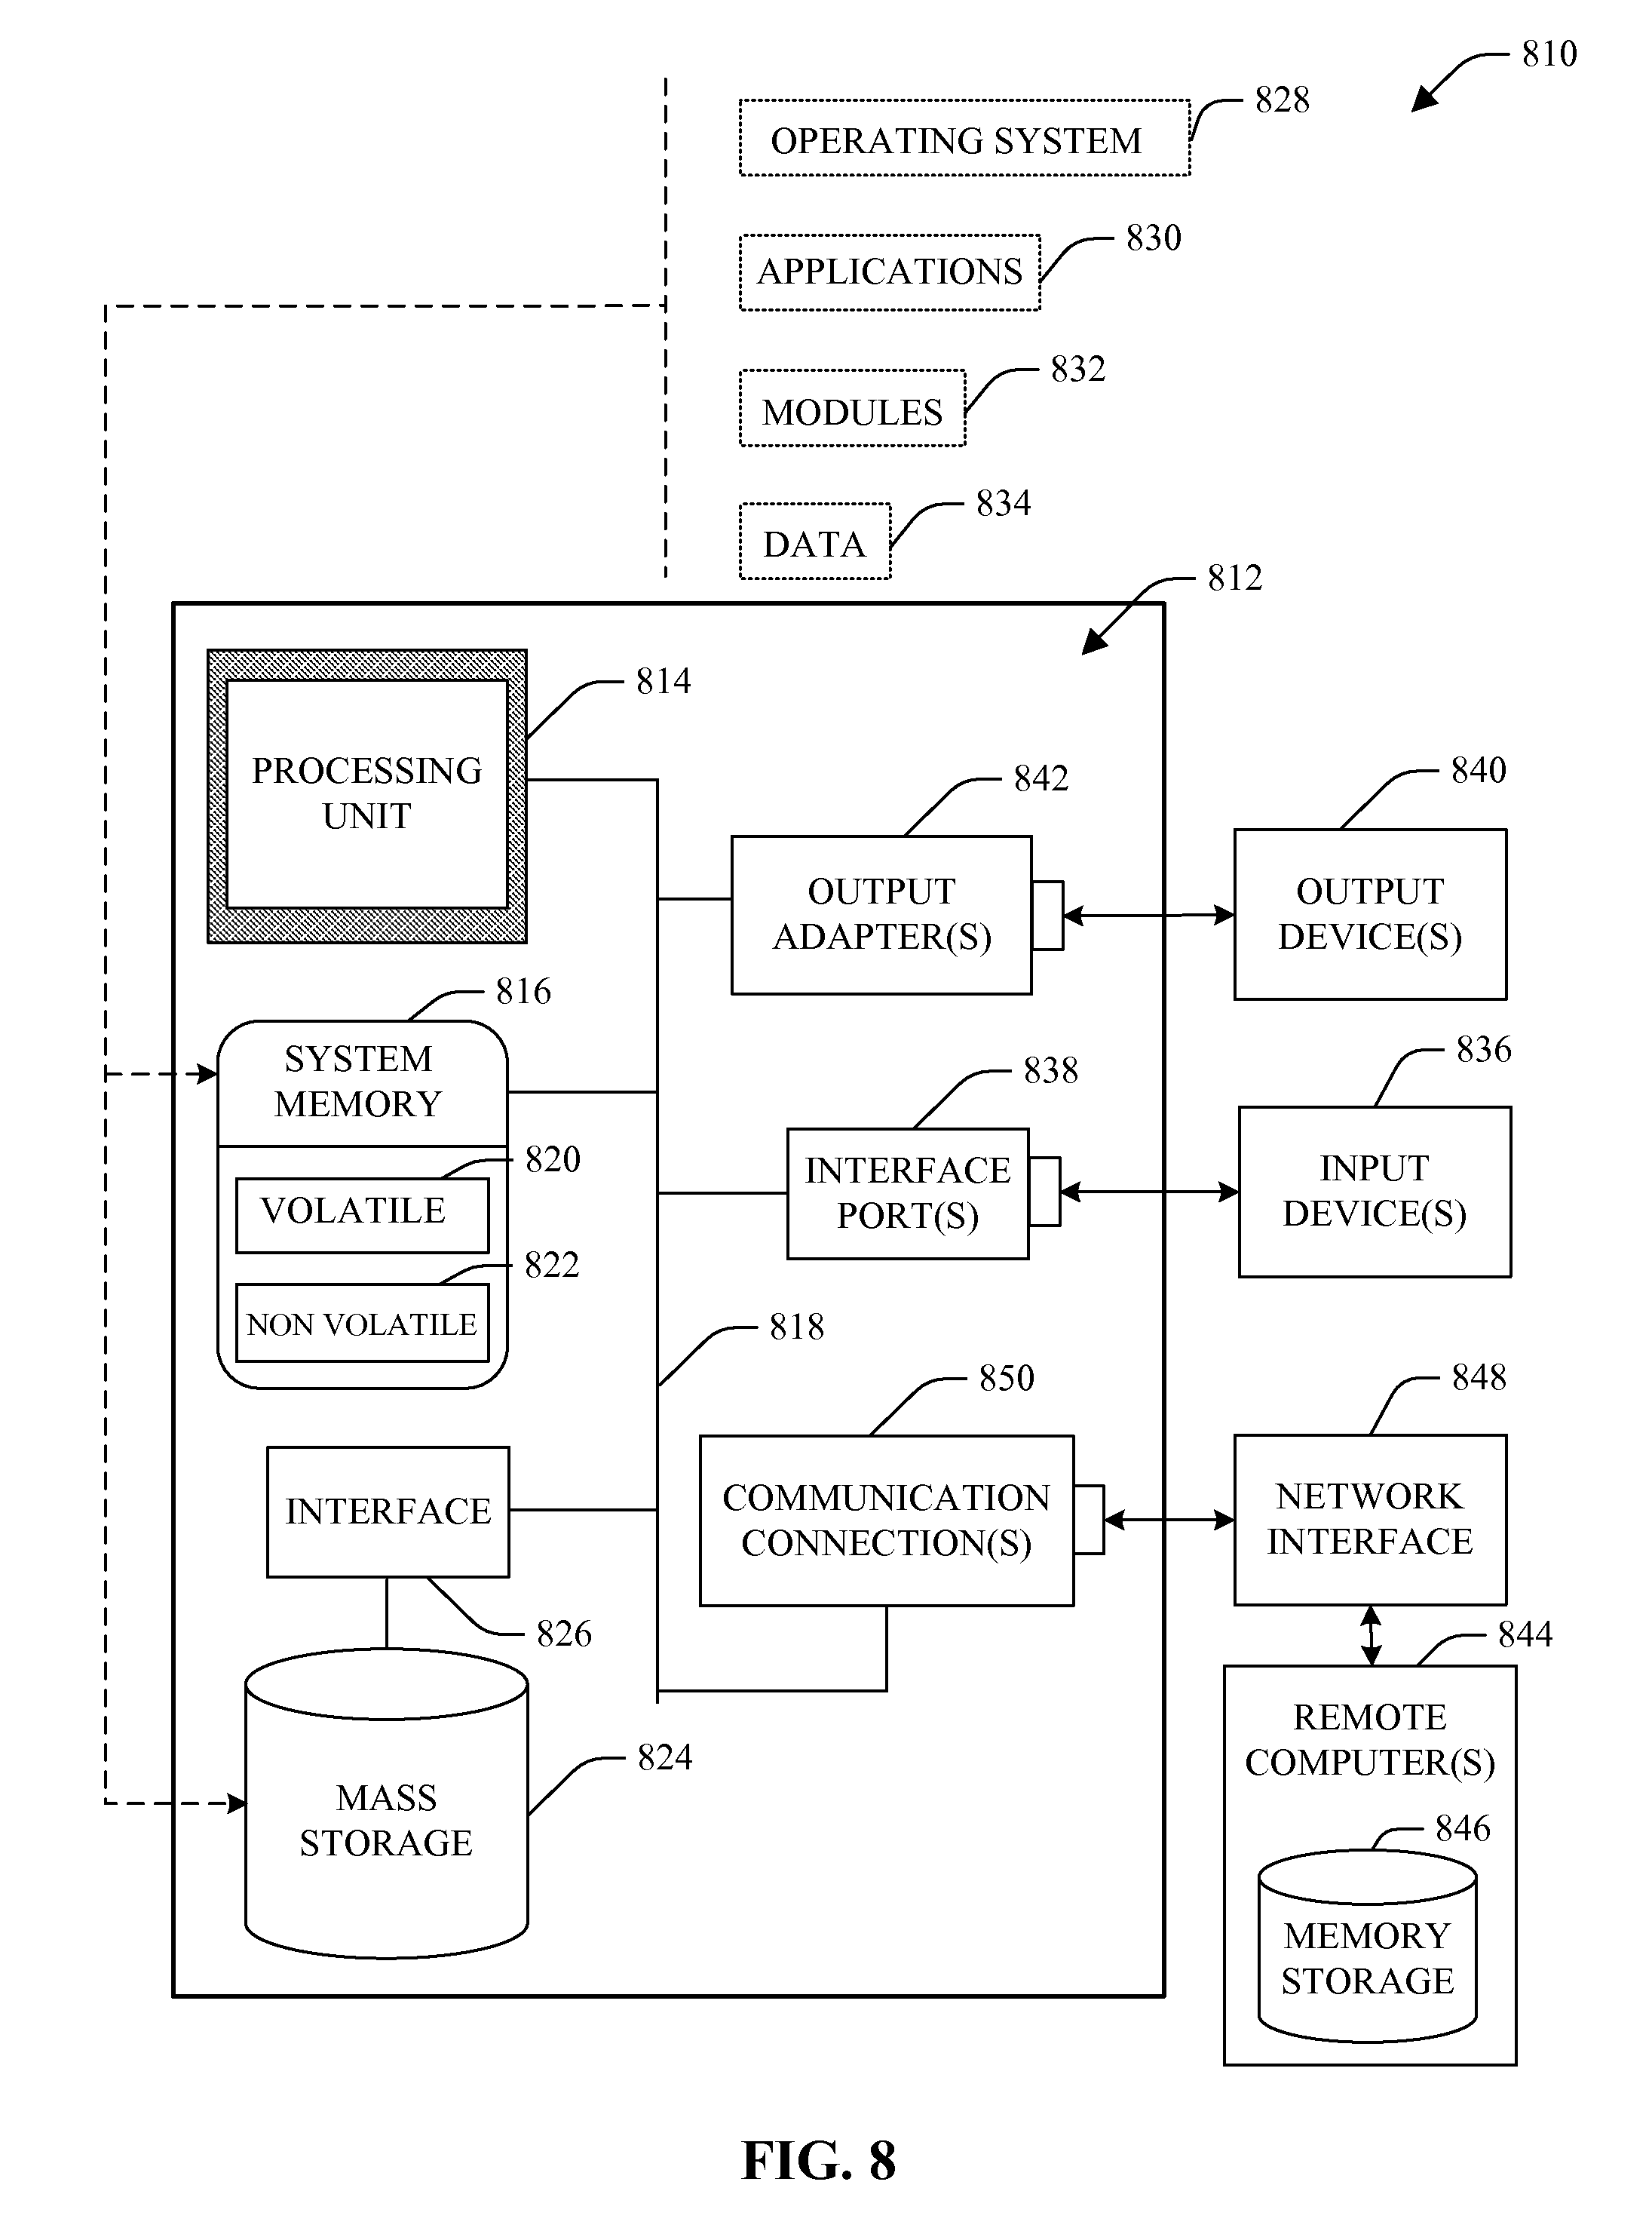 810
828
OPERATING SYSTEM
830
APPLICATIONS
832
MODULES
834
DATA
812
814
PROCESSING
UNIT
842
OUTPUT
ADAPTER(S)
840
OUTPUT
DEVICE(S)
816
SYSTEM
MEMORY
820
VOLATILE
822
NON VOLATILE
838
INTERFACE
PORT(S)
836
INPUT
DEVICE(S)
818
850
COMMUNICATION
CONNECTION(S)
848
NETWORK
INTERFACE
INTERFACE
826
844
REMOTE
COMPUTER(S)
824
MASS
STORAGE
846
MEMORY
STORAGE
FIG. 8